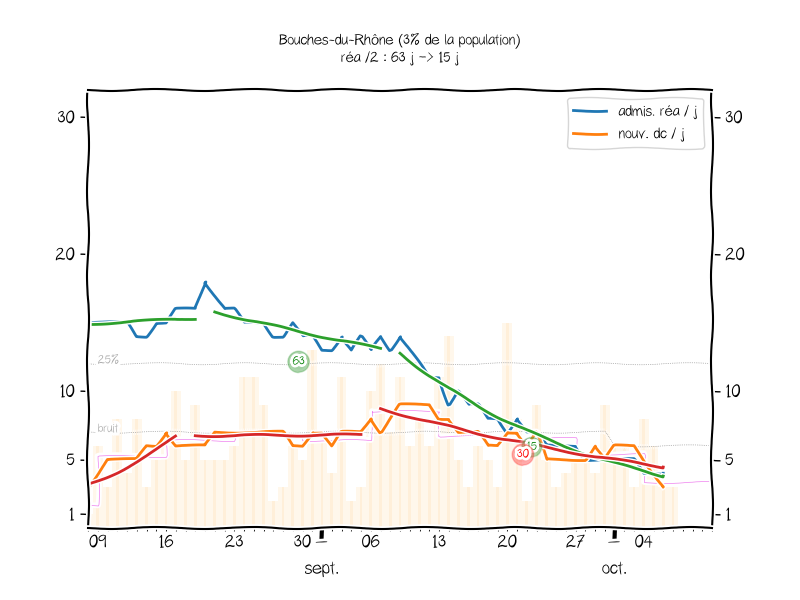 Bouches-du-Rhône (3% de la population)
réa /2 : 63 j -> 15 j
admis. réa / j
nouv. dc / j
30
30
20
20
10
10
5
5
1
1
25%
bruit
63
15
30
09 16 23 30 06 13 20 27 04
sept. oct.